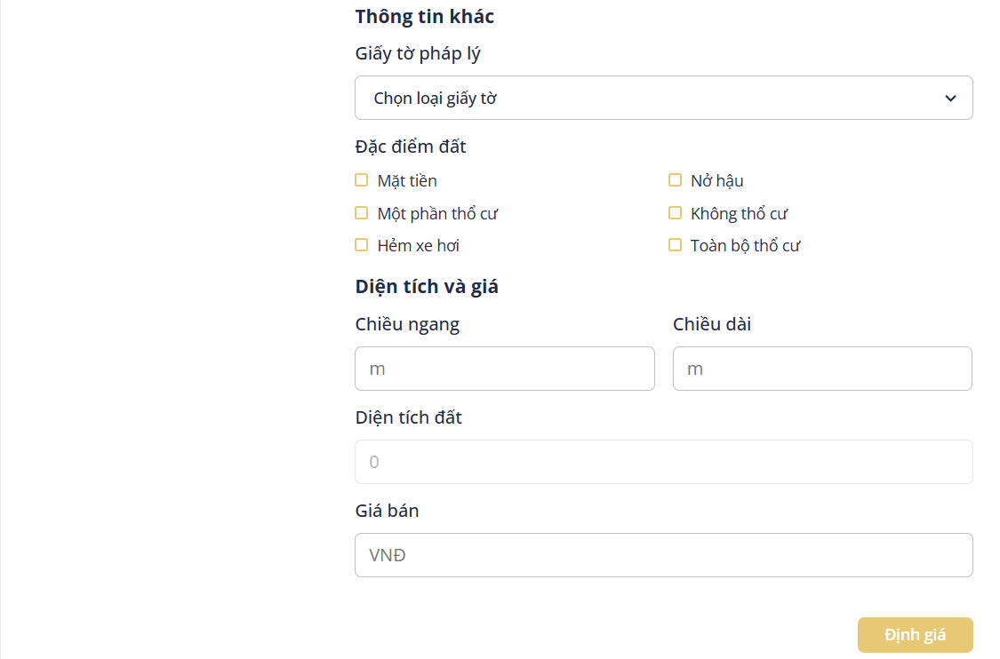 Thông tin khác
Giấy tờ pháp lý
Chọn loại giấy tờ
Đặc điểm đất
Mặt tiền
Nở hậu
Một phần thổ cư
Không thổ cư
Hẻm xe hơi
Toàn bộ thổ cư
Diện tích và giá
Chiều ngang
Chiều dài
m
m
Diện tích đất
0
Giá bán
VNĐ
Định giá